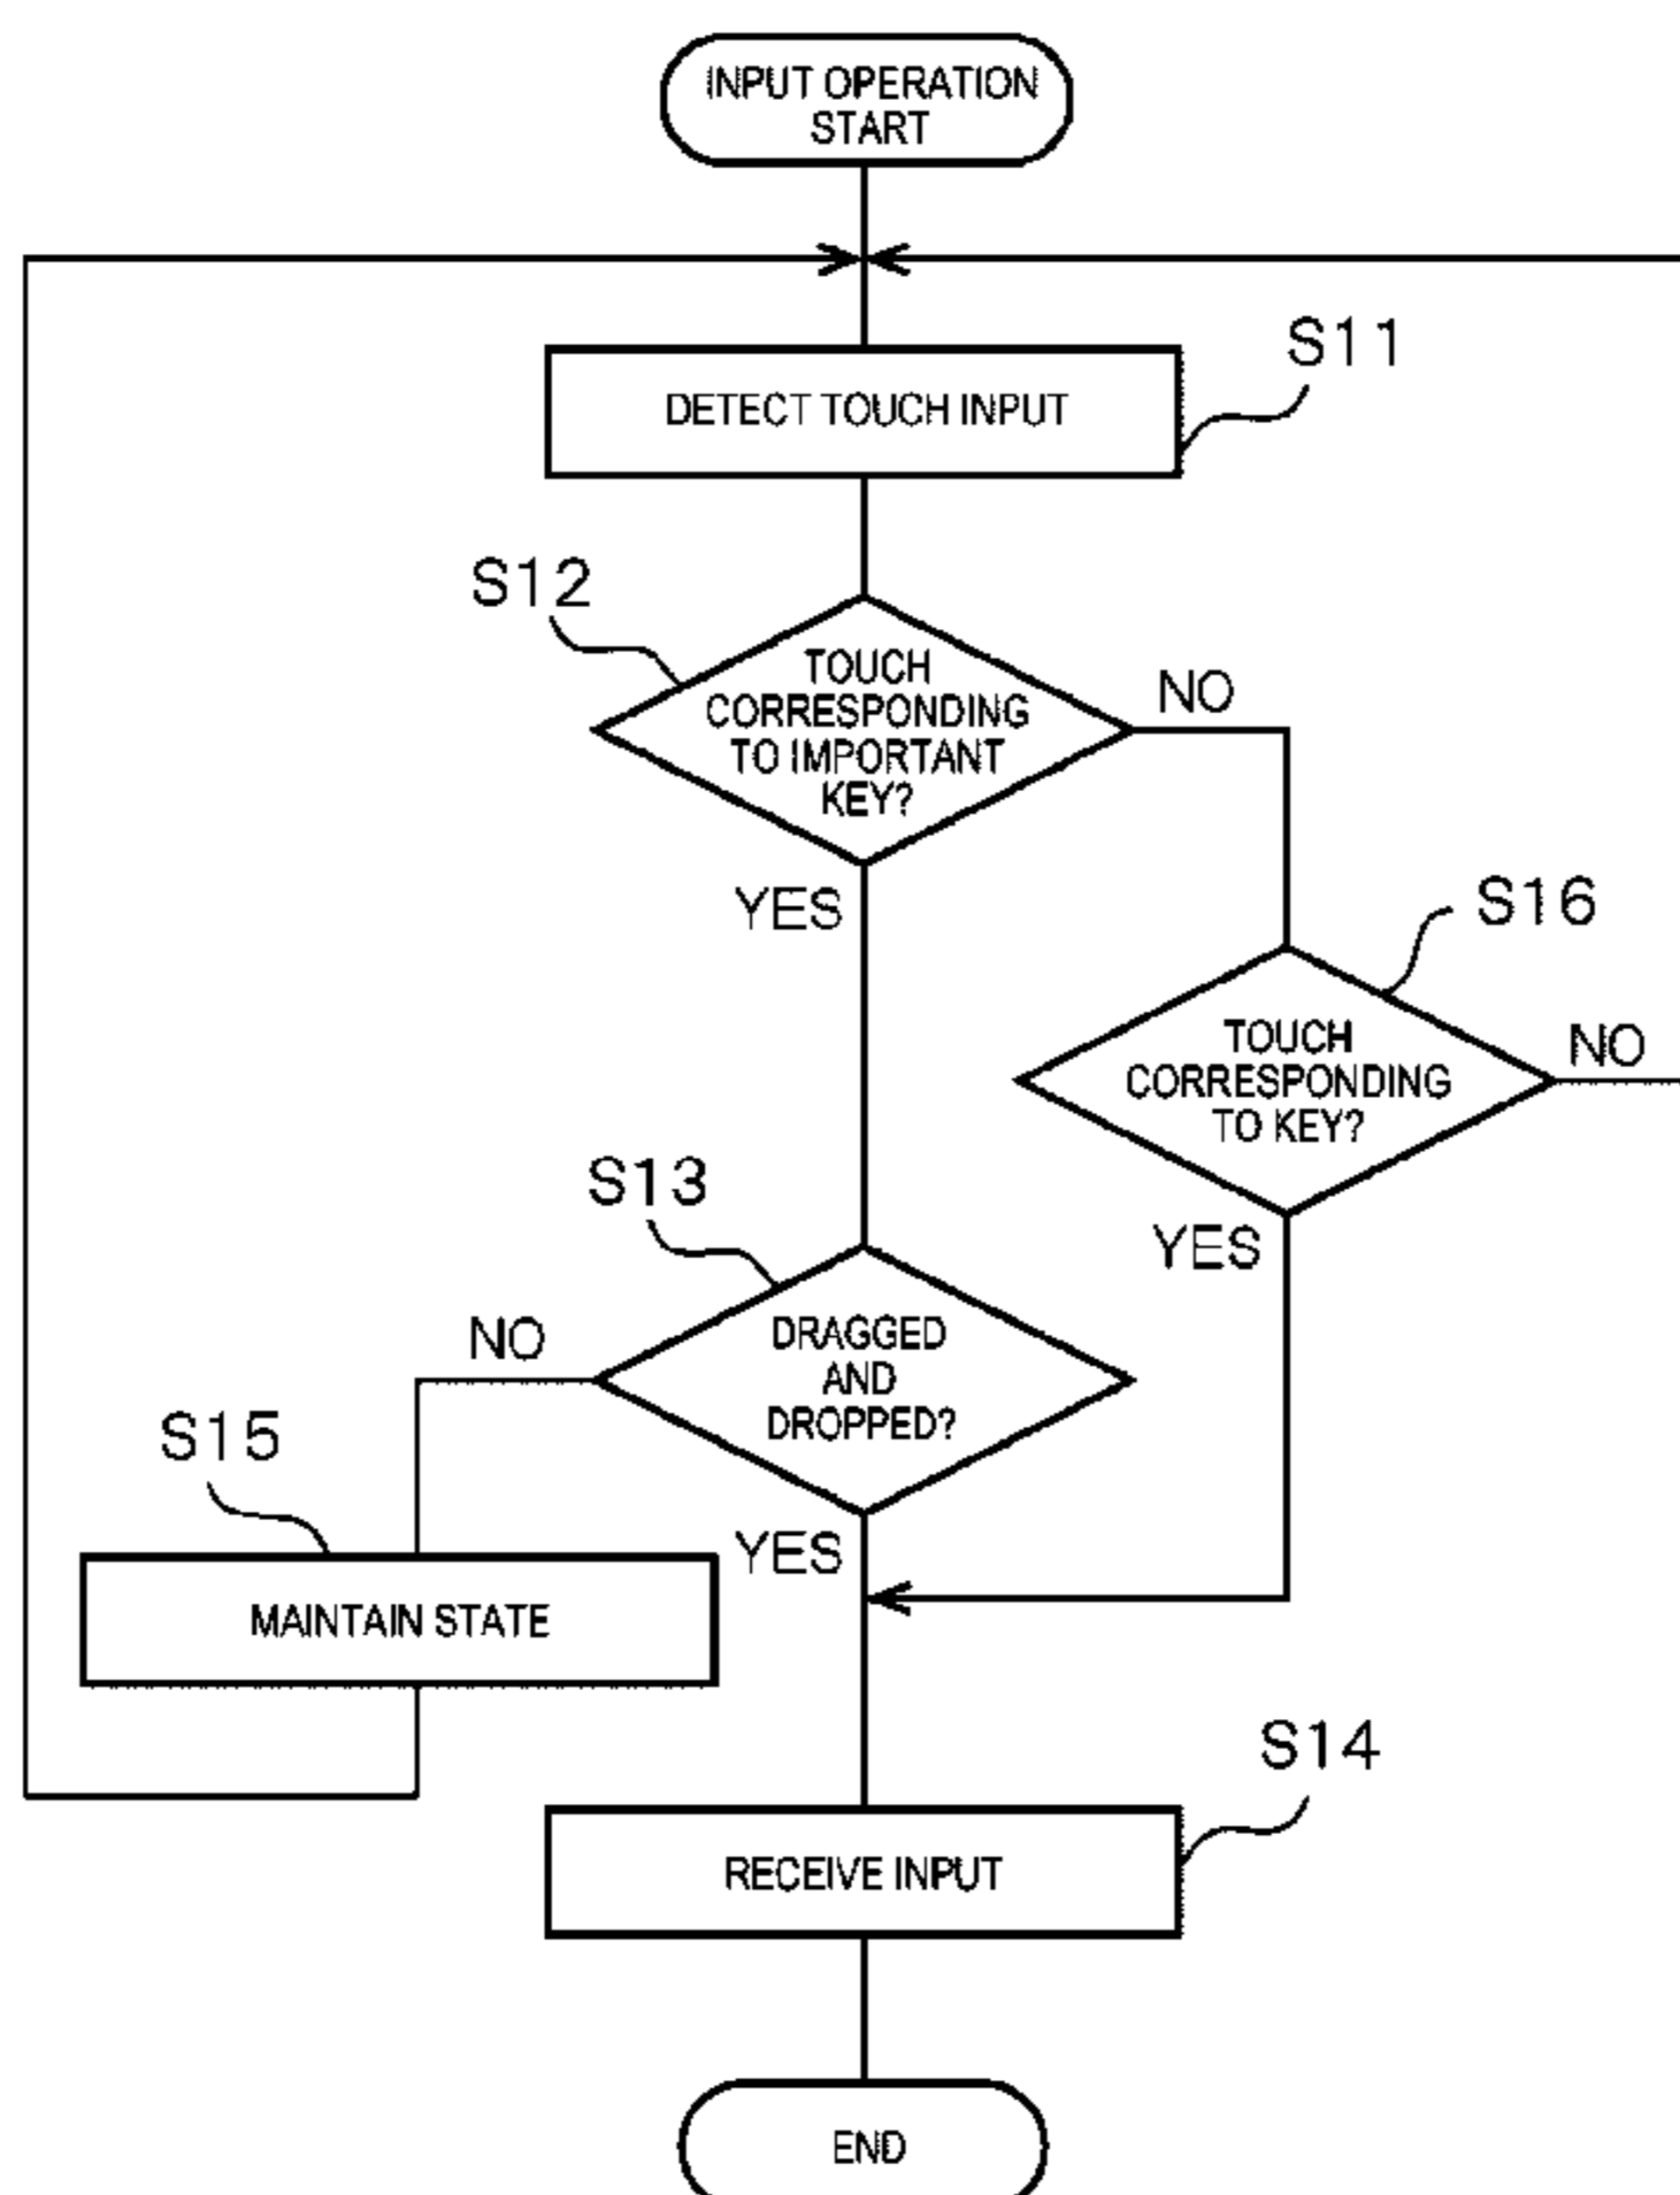 INPUT OPERATION
START
S11
DETECT TOUCH INPUT
S12
TOUCH
CORRESPONDING
TO IMPORTANT
KEY?
NO
YES
S16
TOUCH
CORRESPONDING
TO KEY?
NO
YES
S13
DRAGGED
AND
DROPPED?
NO
YES
S15
MAINTAIN STATE
S14
RECEIVE INPUT
END